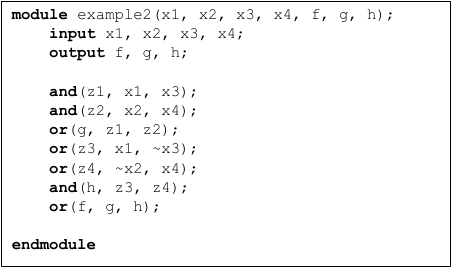 module example2(x1, x2, x3, x4, f, g, h);
    input x1, x2, x3, x4;
    output f, g, h;

    and(z1, x1, x3);
    and(z2, x2, x4);
    or(g, z1, z2);
    or(z3, x1, ~x3);
    or(z4, ~x2, x4);
    and(h, z3, z4);
    or(f, g, h);

endmodule